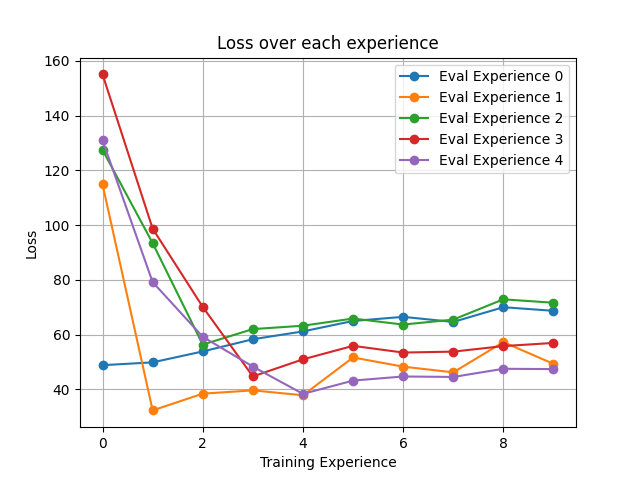 Loss over each experience
160
140
120
100
80
60
40
Loss
Eval Experience 0
Eval Experience 1
Eval Experience 2
Eval Experience 3
Eval Experience 4
0 2 4 6 8
Training Experience